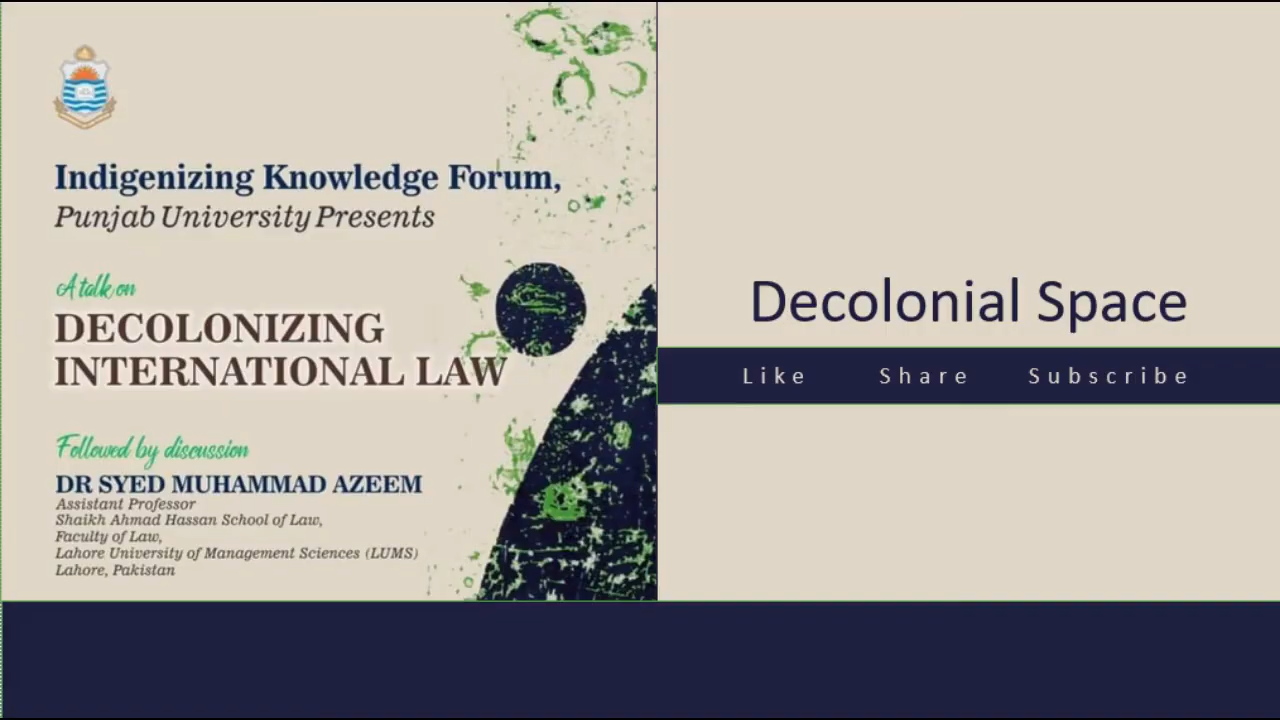 Indigenizing Knowledge Forum,
Punjab University Presents
A talk on
DECOLONIZING
INTERNATIONAL LAW
Followed by discussion
DR SYED MUHAMMAD AZEEM
Assistant Professor
Shaikh Ahmad Hassan School of Law,
Faculty of Law,
Lahore University of Management Sciences (LUMS)
Lahore, Pakistan
Decolonial Space
Like Share Subscribe